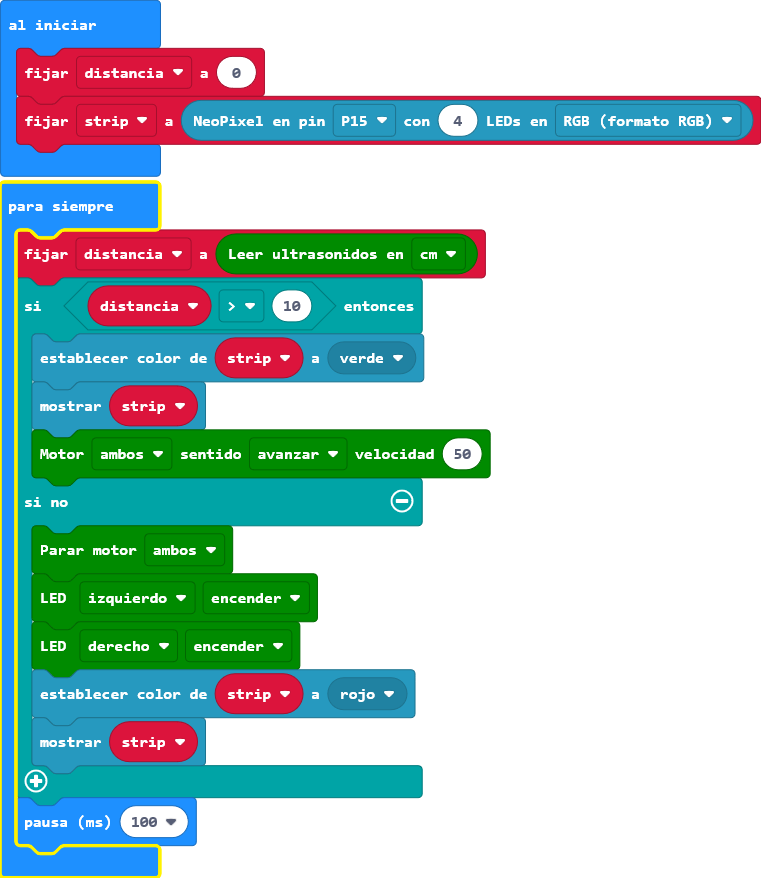 al iniciar
fijar distancia a 0
fijar strip a NeoPixel en pin P15 con 4 LEDs en RGB (formato RGB)
para siempre
fijar distancia a Leer ultrasonidos en cm
si distancia > 10 entonces
establecer color de strip a verde
mostrar strip
Motor ambos sentido avanzar velocidad 50
si no
Parar motor ambos
LED izquierdo encender
LED derecho encender
establecer color de strip a rojo
mostrar strip
pausa (ms) 100